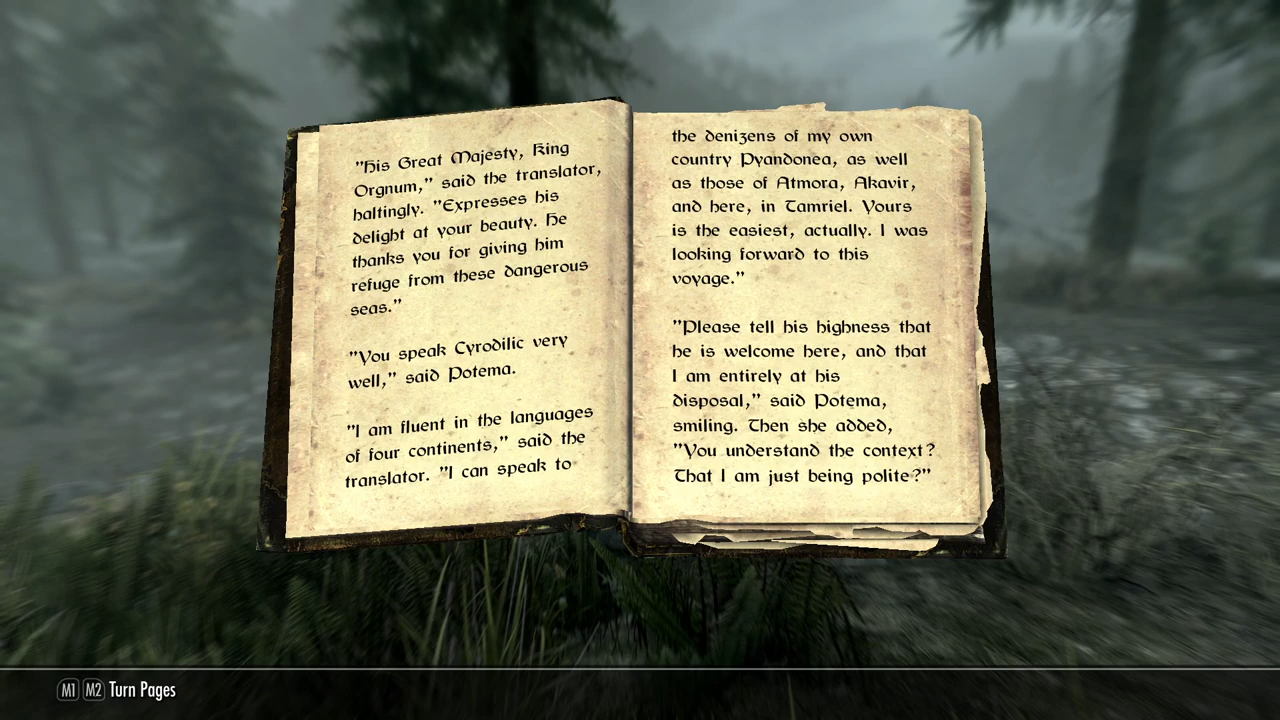 "His Great Majesty, King
Orgnum," said the translator,
haltingly. "Expresses his
delight at your beauty. He
thanks you for giving him
refuge from these dangerous
seas."
"You speak Cyrodilic very
well," said Potema.
"I am fluent in the languages
of four continents," said the
translator. "I can speak to
the denizens of my own
country Pyandonea, as well
as those of Atmora, Akavir,
and here, in Tamriel. Yours
is the easiest, actually. I was
looking forward to this
voyage."
"Please tell his highness that
he is welcome here, and that
I am entirely at his
disposal," said Potema,
smiling. Then she added,
"You understand the context?
That I am just being polite?"
M1 M2 Turn Pages